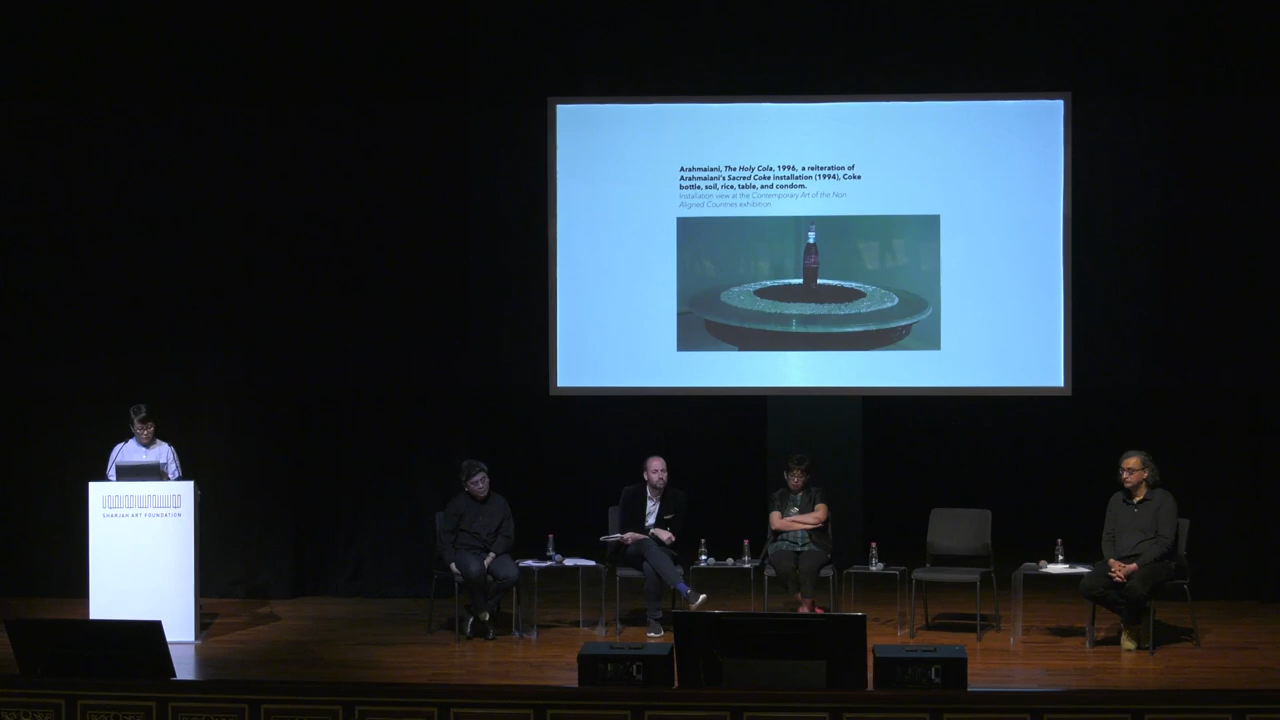 Arahmaiani, The Holy Cola, 1996, a reiteration of
Arahmaiani's Sacred Coke installation (1994), Coke
bottle, soil, rice, table, and condom.
Installation view at the Contemporary Art of the Non
Aligned Countries exhibition
SHARJAH ART FOUNDATION